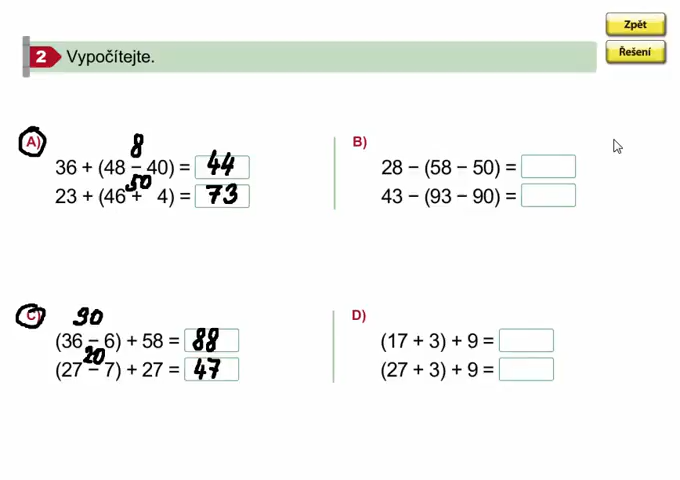 Zpět
2 Vypočítejte.
Řešení
A)
8
36 + (48 − 40) = 44
50
23 + (46 + 4) = 73
B)
28 − (58 − 50) =
43 − (93 − 90) =
C)
30
(36 − 6) + 58 = 88
20
(27 − 7) + 27 = 47
D)
(17 + 3) + 9 =
(27 + 3) + 9 =